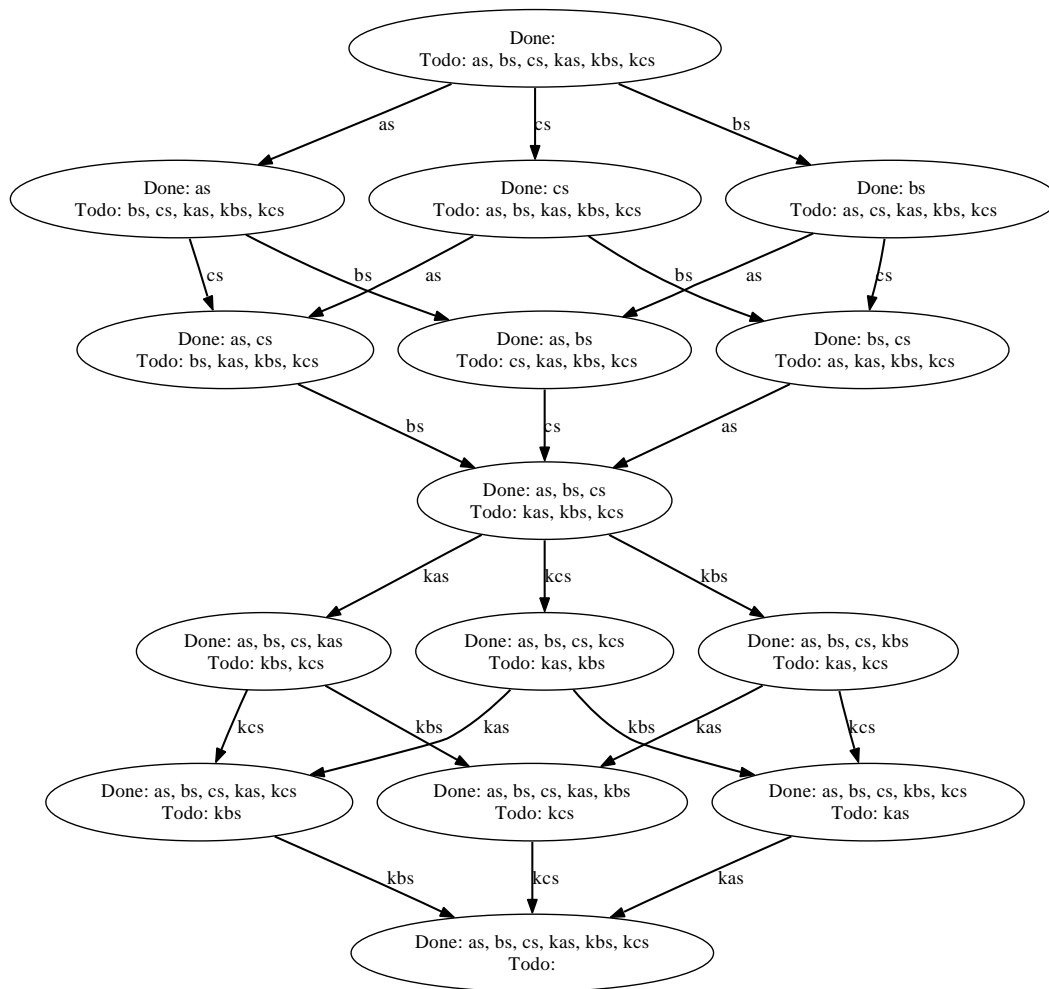 Done:
Todo: as, bs, cs, kas, kbs, kcs
as
cs
bs
Done: as
Todo: bs, cs, kas, kbs, kcs
Done: cs
Todo: as, bs, kas, kbs, kcs
Done: bs
Todo: as, cs, kas, kbs, kcs
cs
bs
as
bs
as
cs
Done: as, cs
Todo: bs, kas, kbs, kcs
Done: as, bs
Todo: cs, kas, kbs, kcs
Done: bs, cs
Todo: as, kas, kbs, kcs
bs
cs
as
Done: as, bs, cs
Todo: kas, kbs, kcs
kas
kcs
kbs
Done: as, bs, cs, kas
Todo: kbs, kcs
Done: as, bs, cs, kcs
Todo: kas, kbs
Done: as, bs, cs, kbs
Todo: kas, kcs
kcs
kbs
kas
kbs
kas
kcs
Done: as, bs, cs, kas, kcs
Todo: kbs
Done: as, bs, cs, kas, kbs
Todo: kcs
Done: as, bs, cs, kbs, kcs
Todo: kas
kbs
kcs
kas
Done: as, bs, cs, kas, kbs, kcs
Todo: